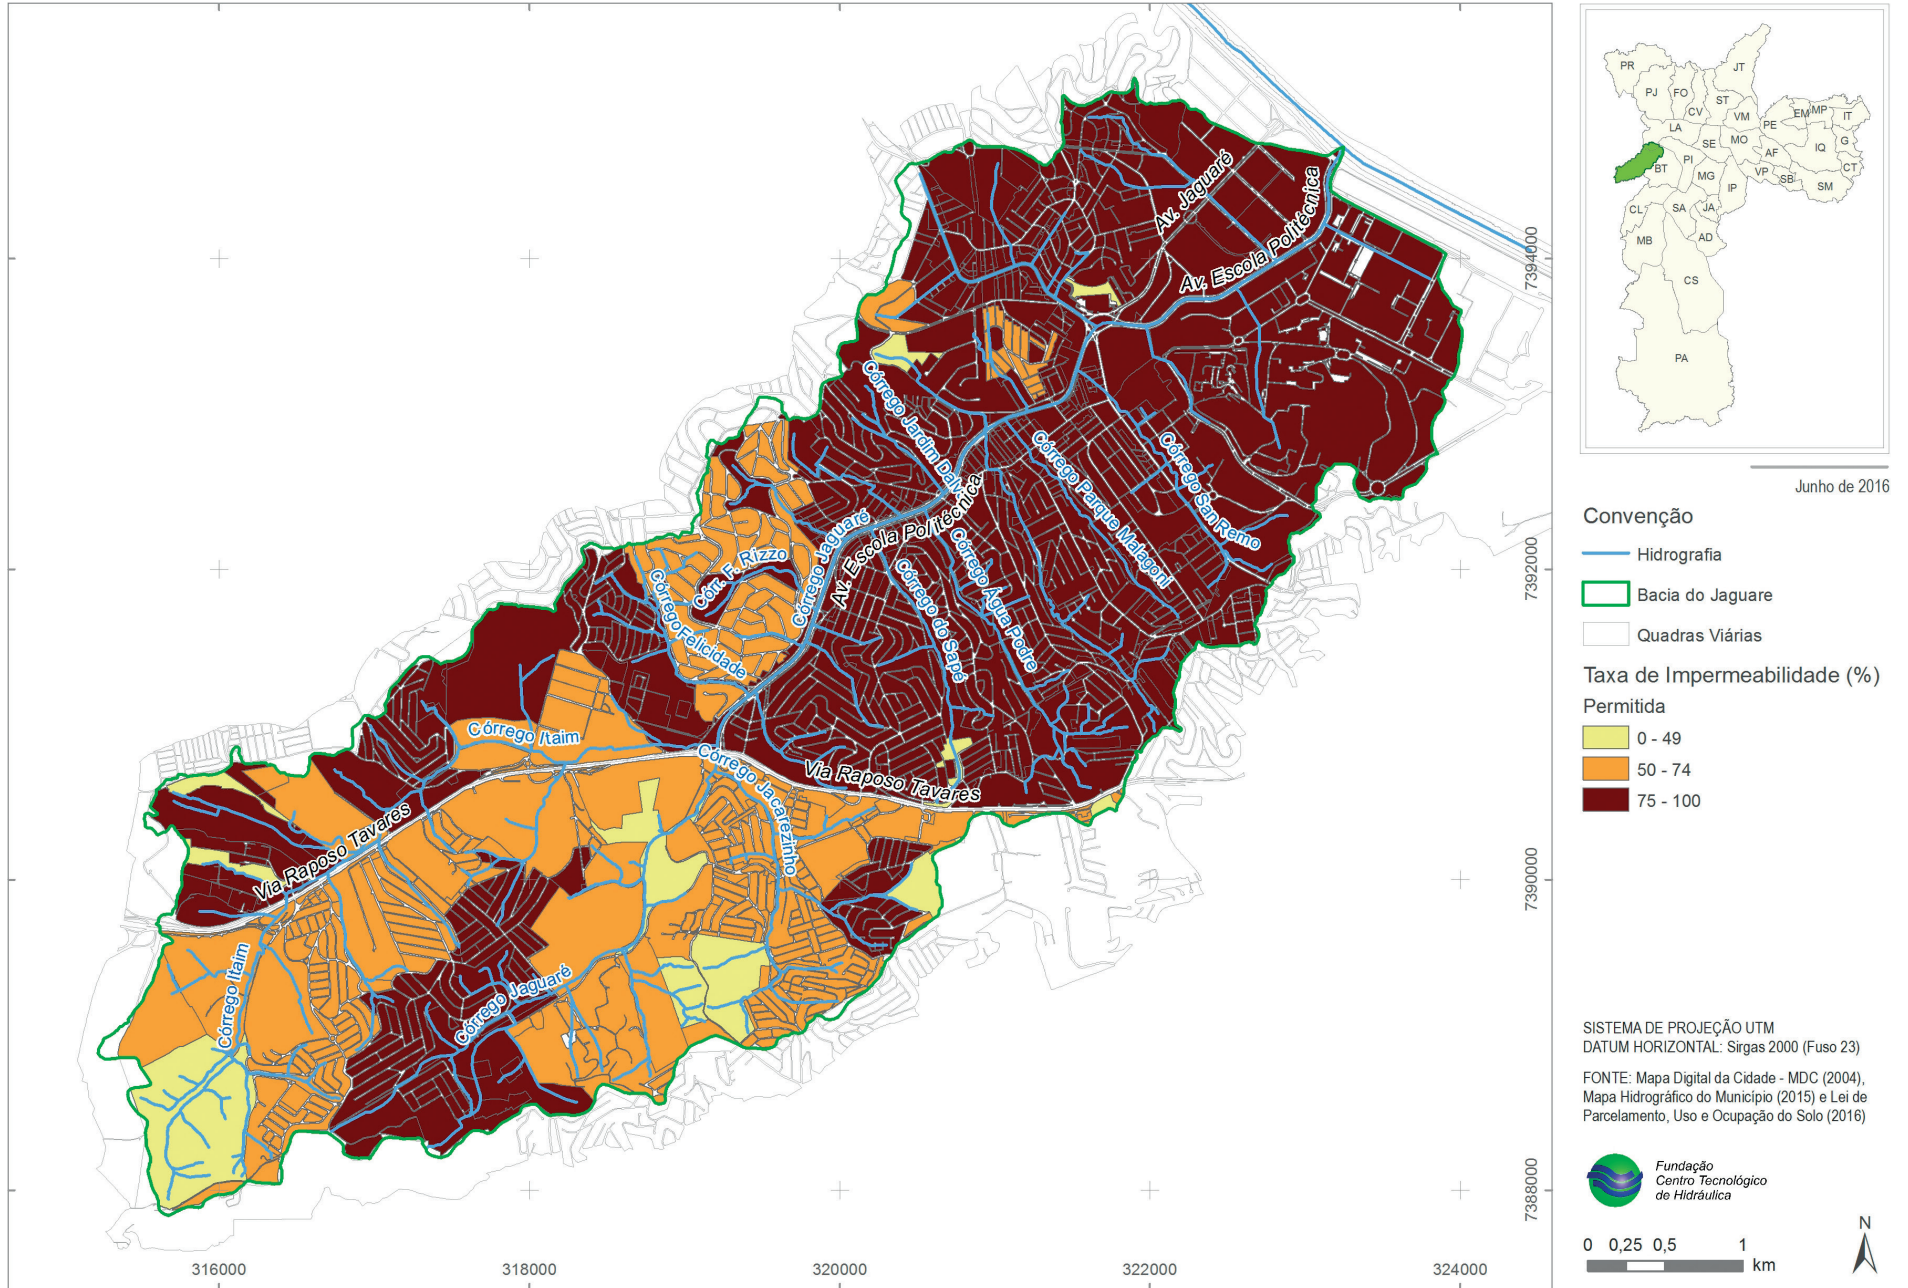 Av. Jaguaré
Av. Escola Politécnica
Córrego Jardim Dalv
Córrego Parque Malagoni
Córrego San Remo
Av. Escola Politécnica
Córrego Jaguaré
Córr. F. Rizzo
Córrego Felicidade
Córrego do Sapé
Córrego Água Podre
Córrego Itaim
Córrego Jacarezinho
Via Raposo Tavares
Via Raposo Tavares
Córrego Itaim
Córrego Jaguaré
316000
318000
320000
322000
324000
7394000
7392000
7390000
7388000
PR
JT
PJ
FO
ST
CV
VM
EM
MP
IT
LA
PE
SE
MO
IQ
G
BT
PI
AF
CT
MG
VP
SB
IP
SM
CL
SA
JA
MB
AD
CS
PA
Junho de 2016
Convenção
Hidrografia
Bacia do Jaguare
Quadras Viárias
Taxa de Impermeabilidade (%)
Permitida
0 - 49
50 - 74
75 - 100
SISTEMA DE PROJEÇÃO UTM
DATUM HORIZONTAL: Sirgas 2000 (Fuso 23)
FONTE: Mapa Digital da Cidade - MDC (2004),
Mapa Hidrográfico do Município (2015) e Lei de
Parcelamento, Uso e Ocupação do Solo (2016)
Fundação
Centro Tecnológico
de Hidráulica
N
0 0,25 0,5 1
km